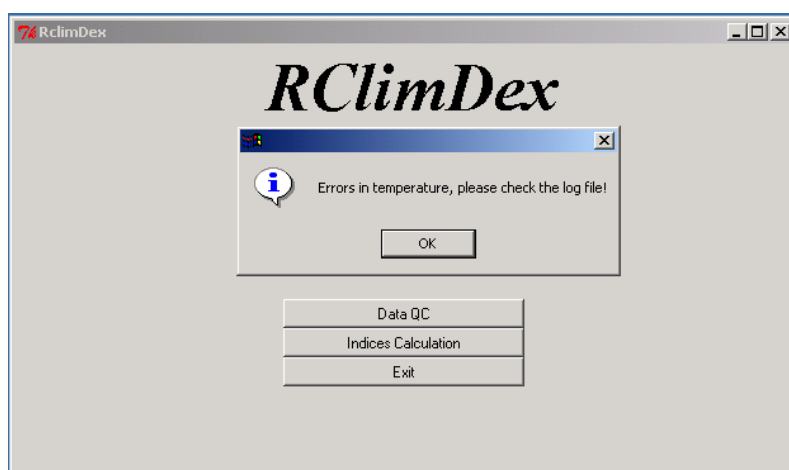 RclimDex
RClimDex
Errors in temperature, please check the log file!
OK
Data QC
Indices Calculation
Exit